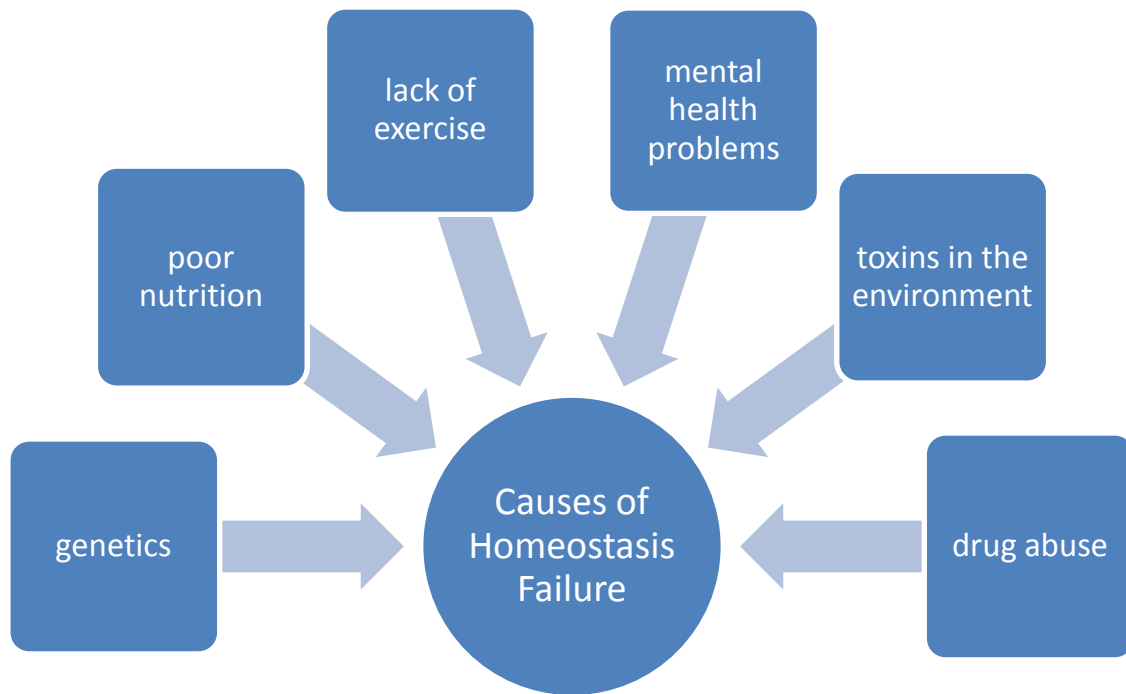 lack of
exercise
mental
health
problems
poor
nutrition
toxins in the
environment
genetics
Causes of
Homeostasis
Failure
drug abuse